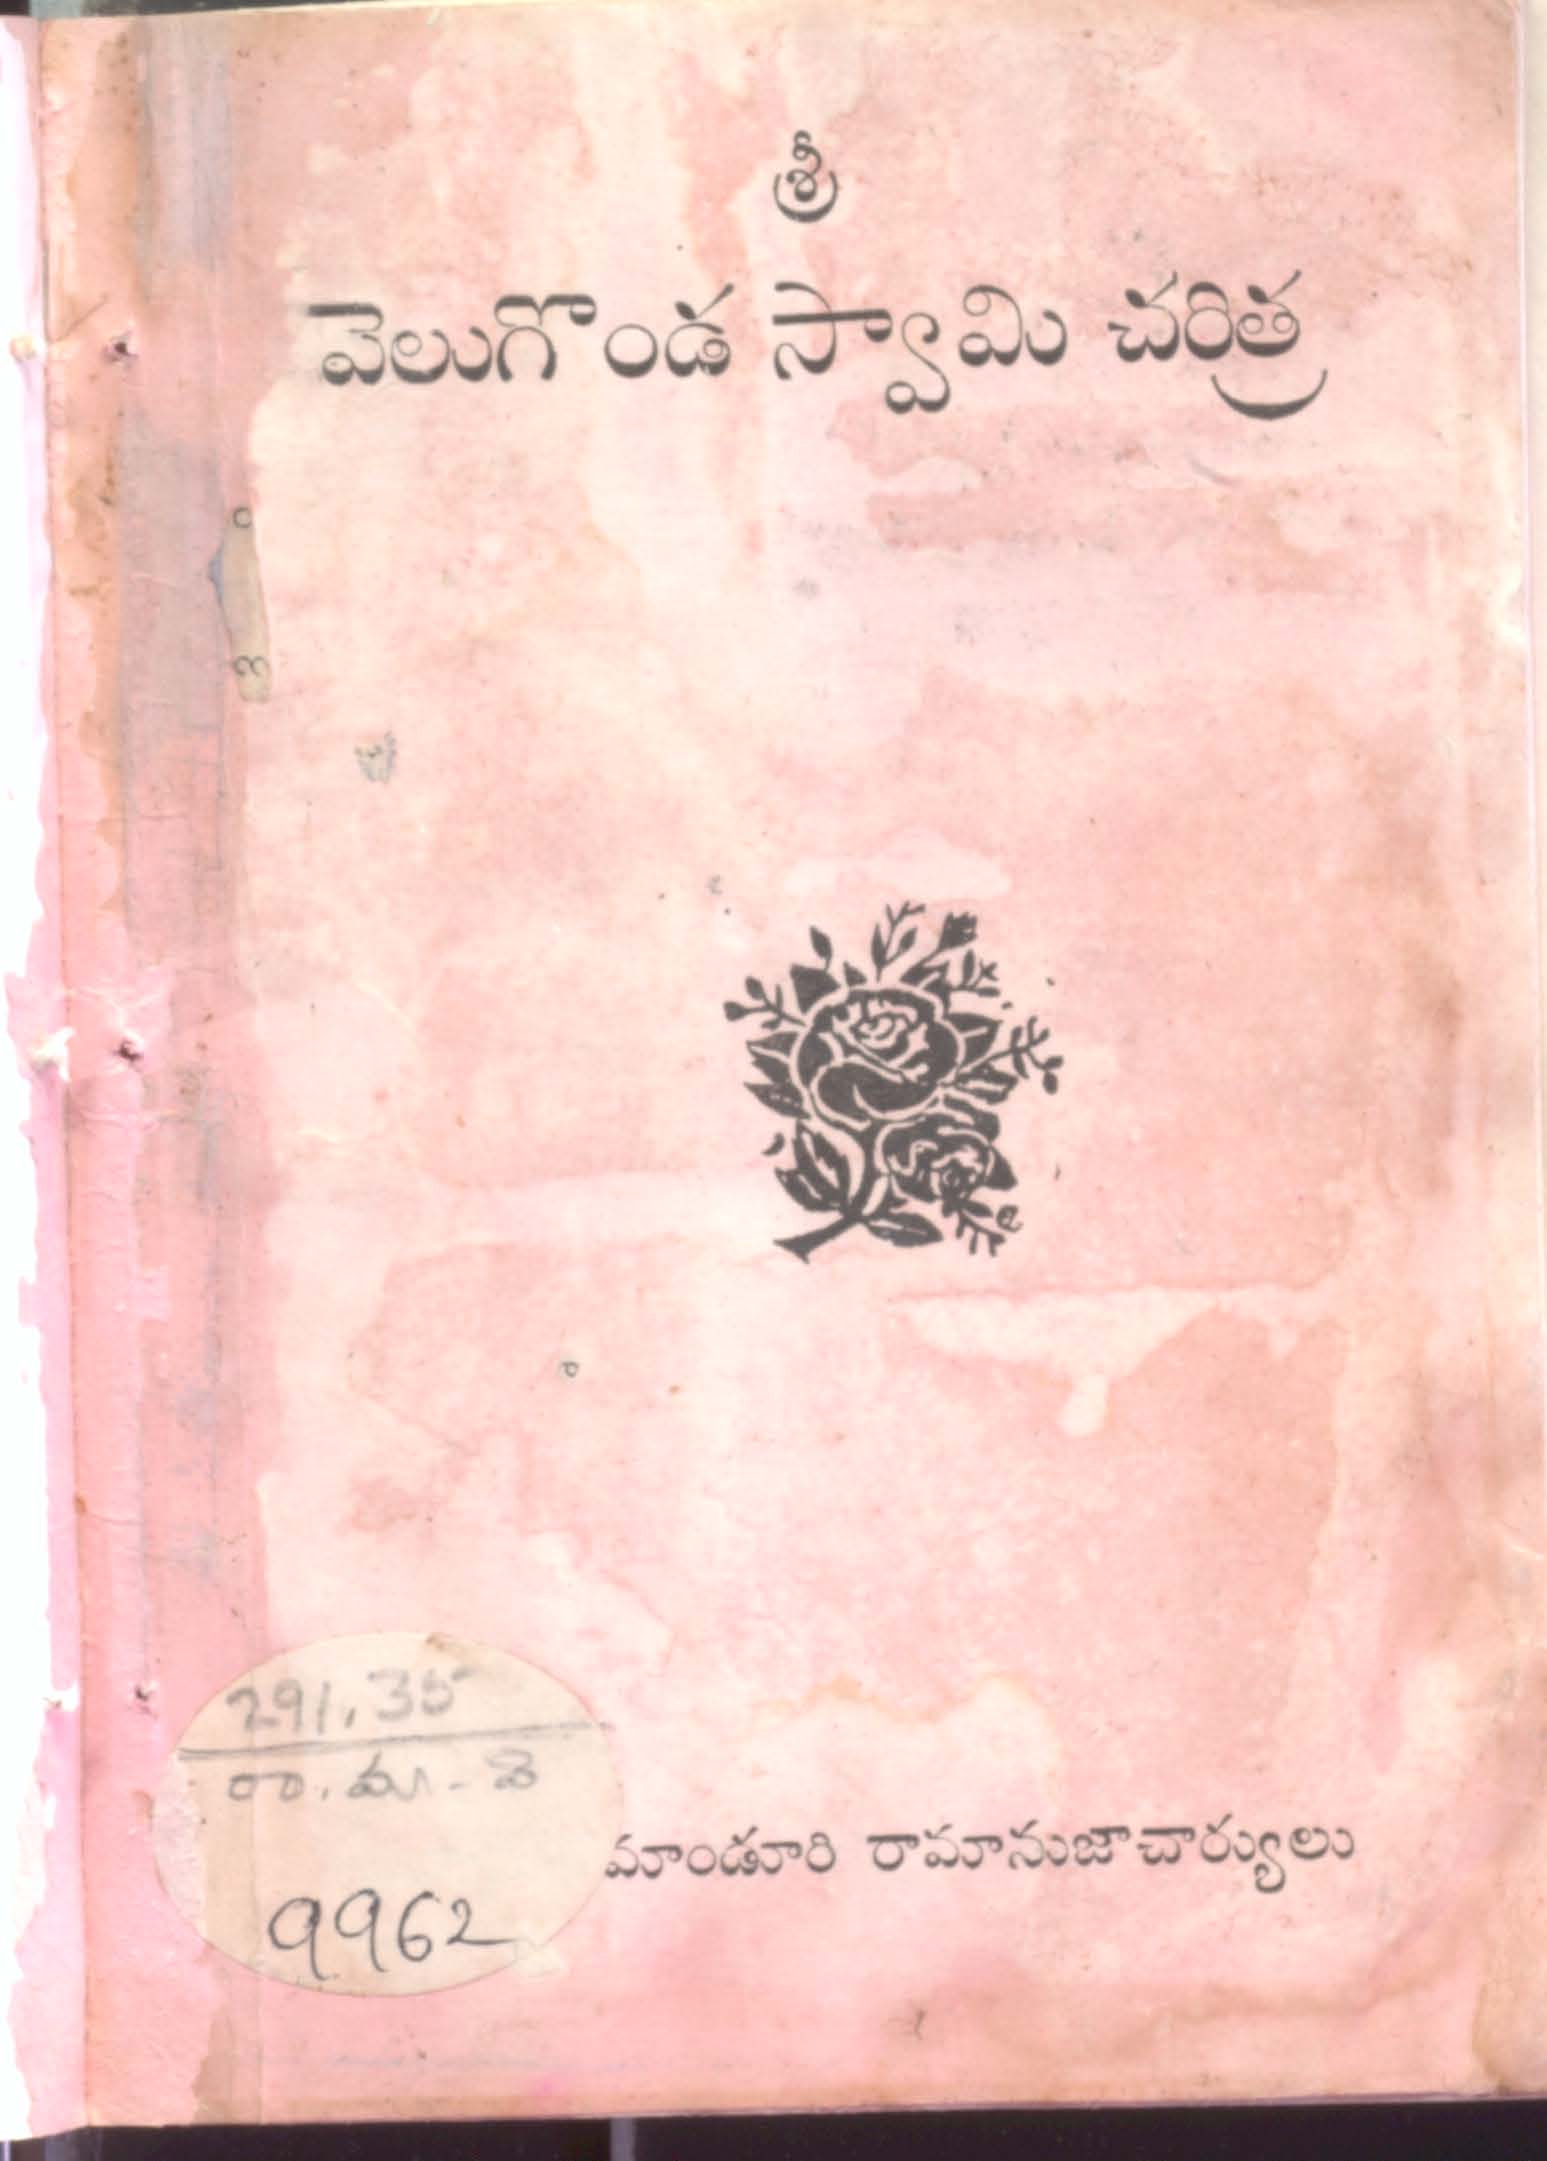 శ్రీ
వెలుగొండ స్వామి చరిత్ర
291.35
రా. మా - వె
9962
మాండూరి రామానుజాచార్యులు